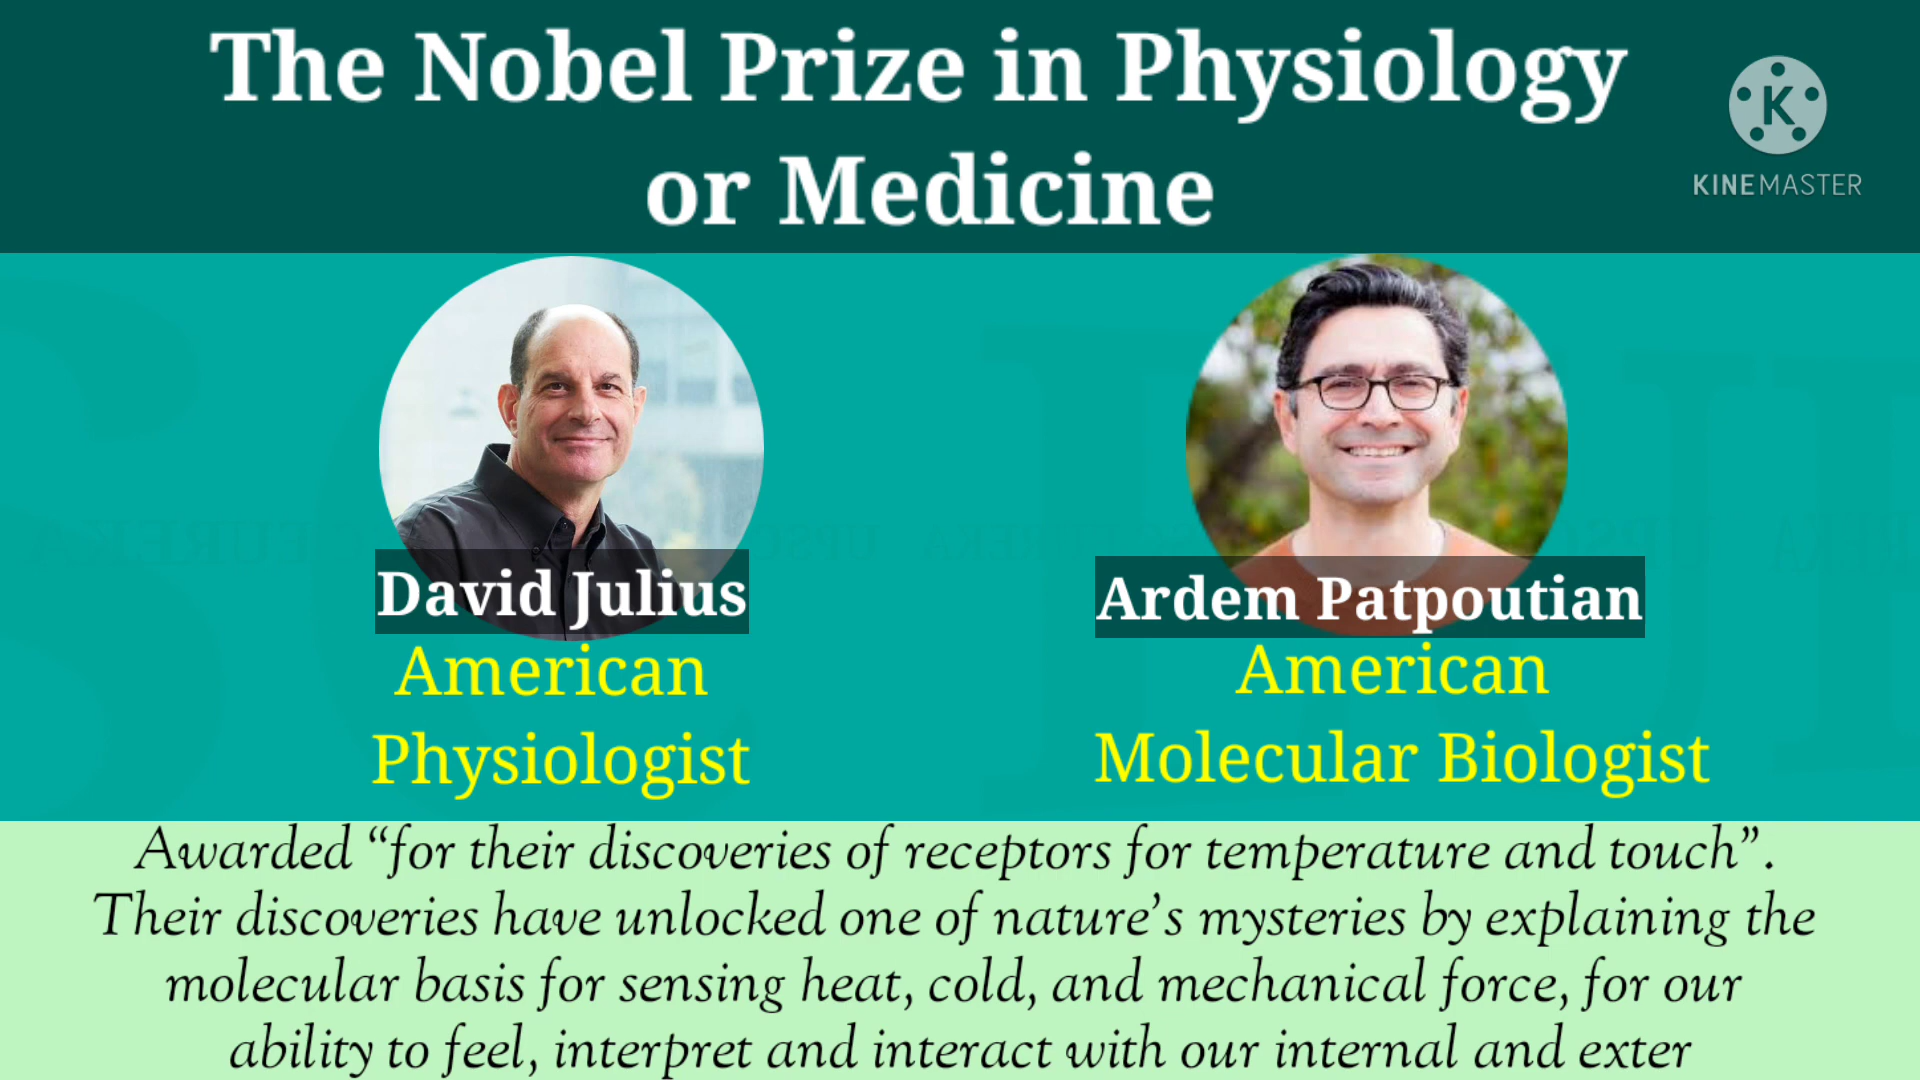 The Nobel Prize in Physiology
or Medicine
KINEMASTER
David Julius
American
Physiologist
Ardem Patpoutian
American
Molecular Biologist
Awarded “for their discoveries of receptors for temperature and touch”.
Their discoveries have unlocked one of nature’s mysteries by explaining the
molecular basis for sensing heat, cold, and mechanical force, for our
ability to feel, interpret and interact with our internal and exter